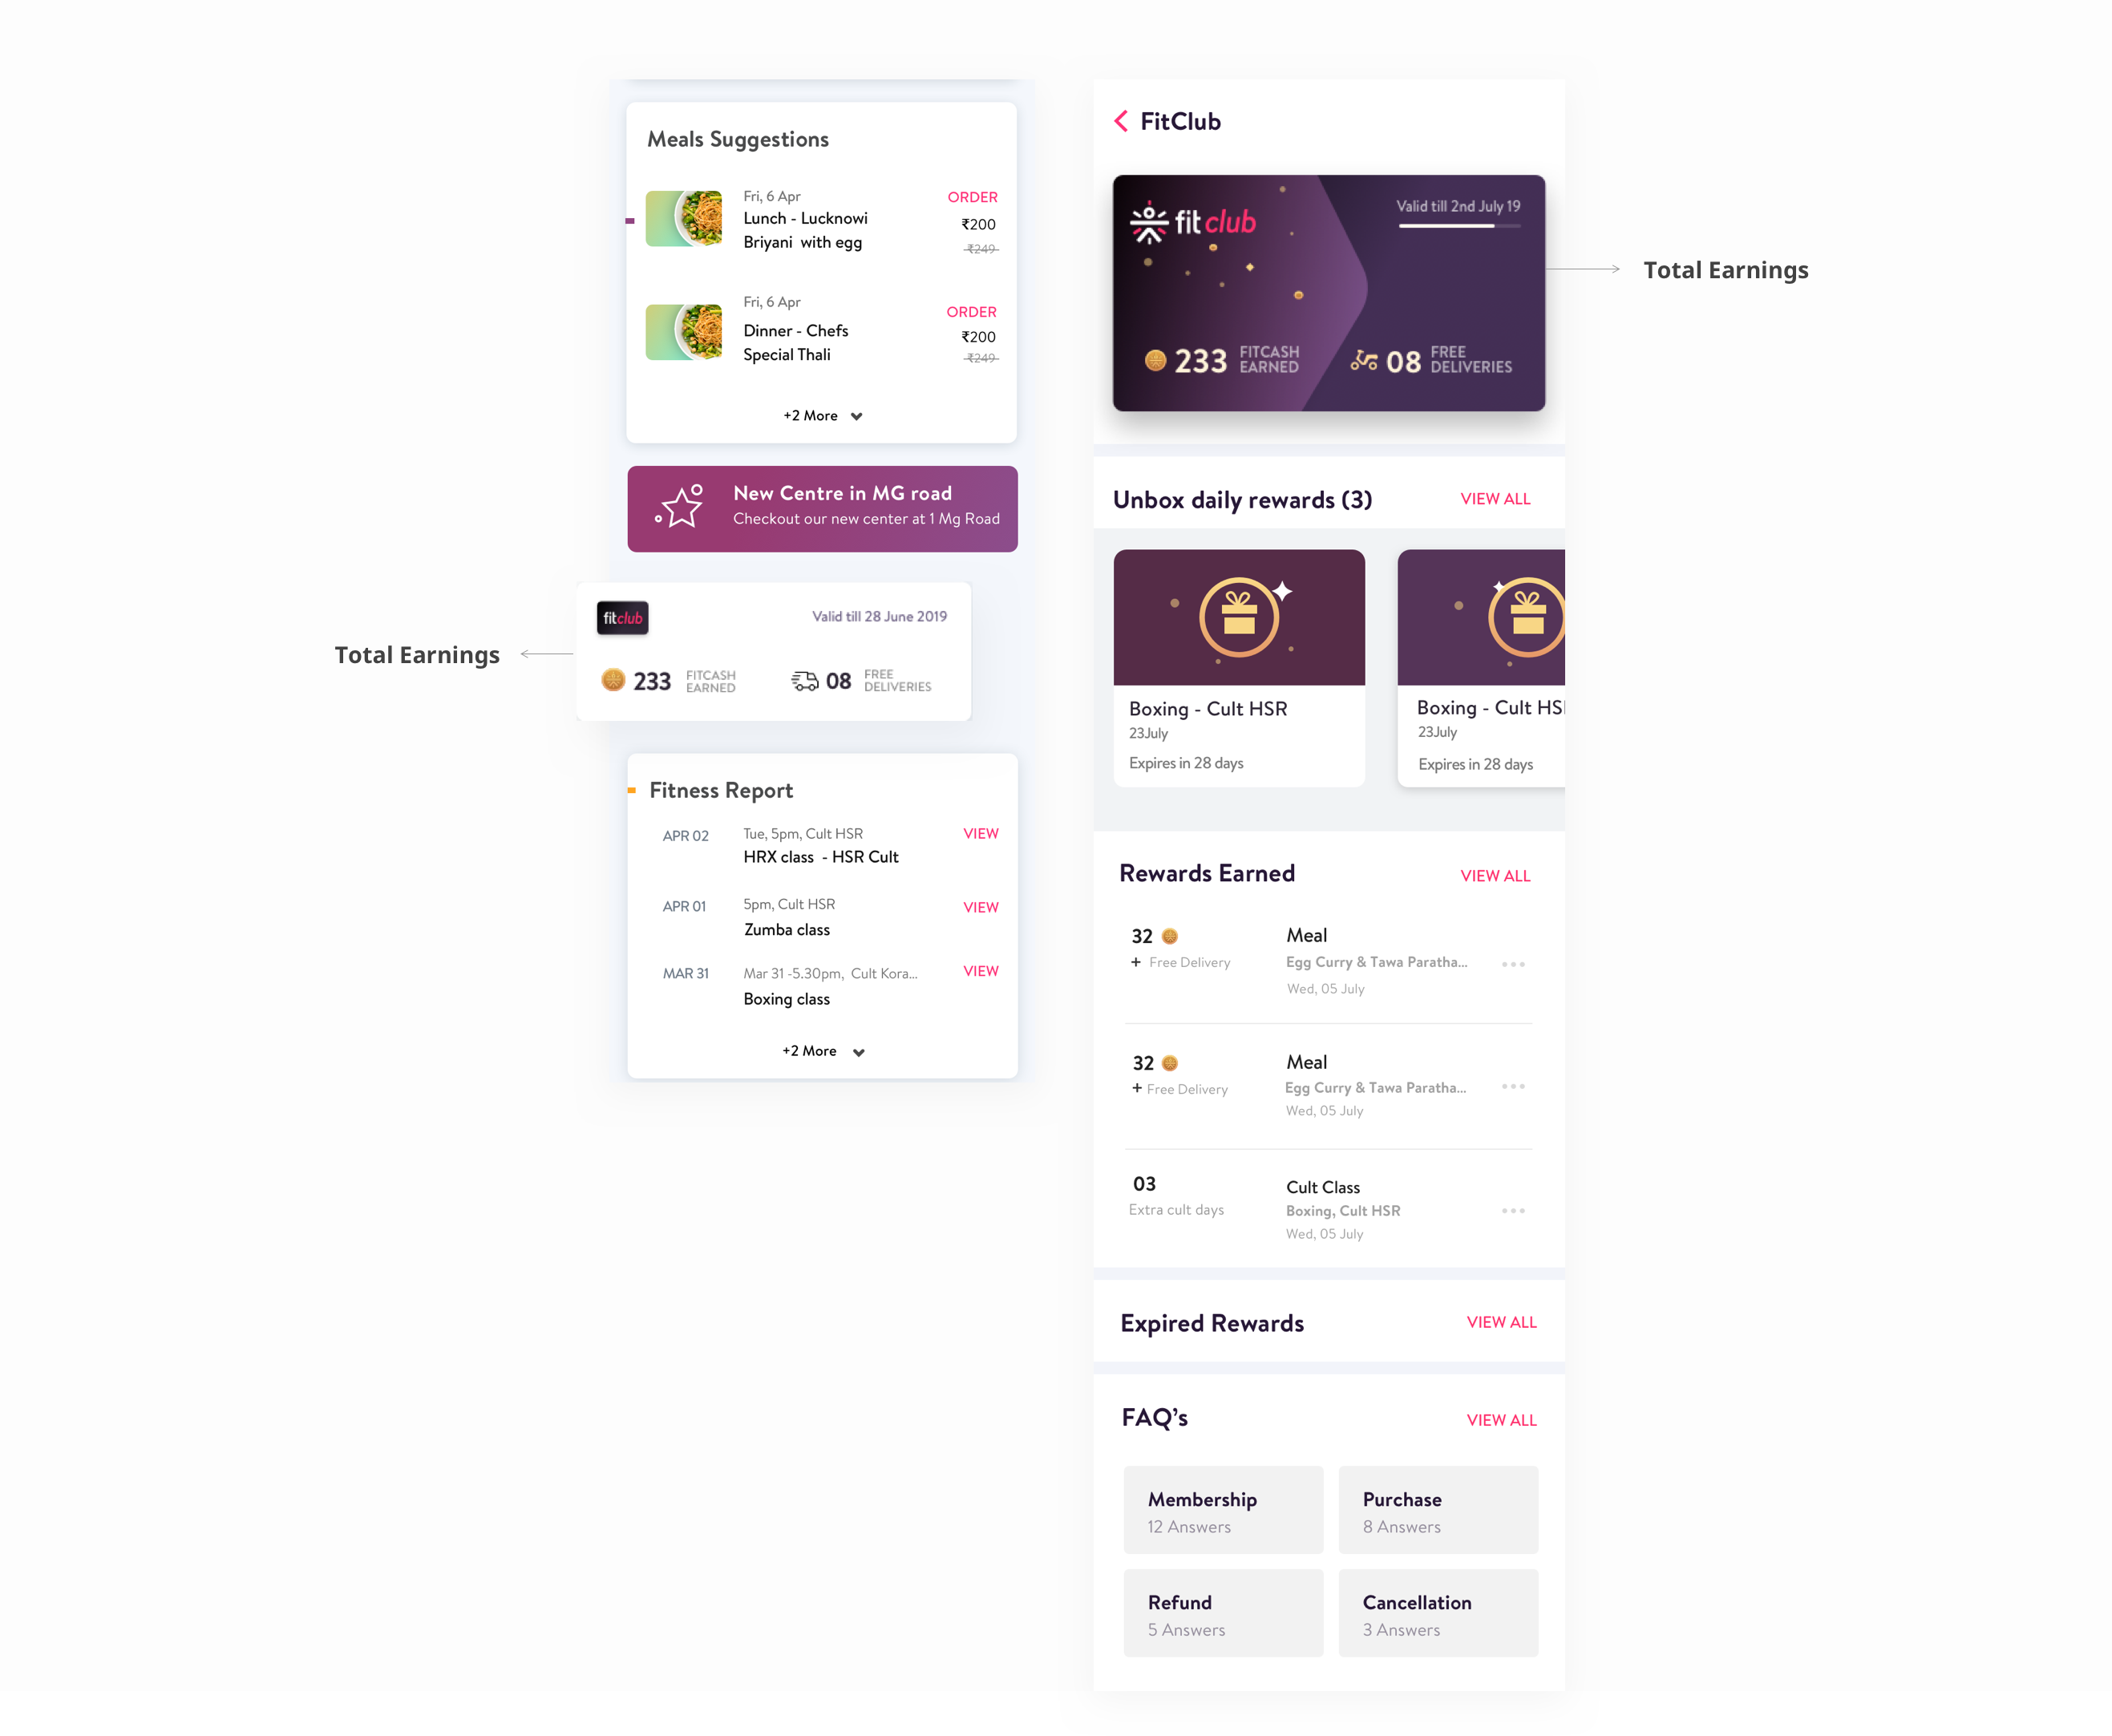 Meals Suggestions
Fri, 6 Apr
ORDER
Lunch - Lucknowi
₹200
Briyani with egg
₹249
Fri, 6 Apr
ORDER
Dinner - Chefs
₹200
Special Thali
₹249
+2 More
New Centre in MG road
Checkout our new center at 1 Mg Road
Total Earnings
fitclub
Valid till 28 June 2019
233 FITCASH EARNED
08 FREE DELIVERIES
Fitness Report
APR 02
Tue, 5pm, Cult HSR
VIEW
HRX class - HSR Cult
APR 01
5pm, Cult HSR
VIEW
Zumba class
MAR 31
Mar 31 -5.30pm, Cult Kora...
VIEW
Boxing class
+2 More
FitClub
fit club
Valid till 2nd July 19
233 FITCASH EARNED
08 FREE DELIVERIES
Total Earnings
Unbox daily rewards (3)
VIEW ALL
Boxing - Cult HSR
23July
Expires in 28 days
Boxing - Cult HS
23July
Expires in 28 days
Rewards Earned
VIEW ALL
32
Meal
+ Free Delivery
Egg Curry & Tawa Paratha...
Wed, 05 July
32
Meal
+ Free Delivery
Egg Curry & Tawa Paratha...
Wed, 05 July
03
Cult Class
Extra cult days
Boxing, Cult HSR
Wed, 05 July
Expired Rewards
VIEW ALL
FAQ’s
VIEW ALL
Membership
12 Answers
Purchase
8 Answers
Refund
5 Answers
Cancellation
3 Answers